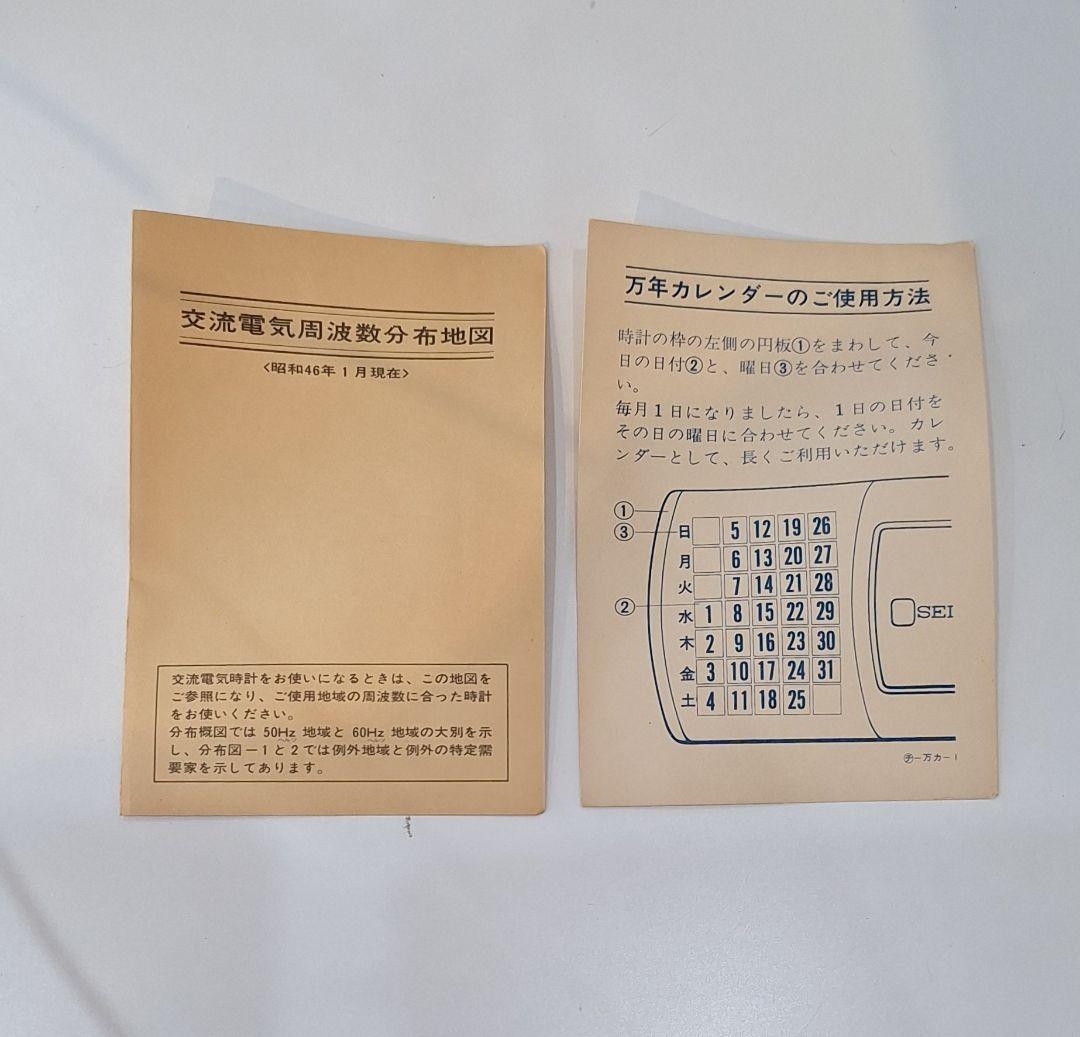 交流電気周波数分布地図
<昭和46年1月現在>
交流電気時計をお使いになるときは、この地図を
ご参照になり、ご使用地域の周波数に合った時計
をお使いください。
分布概図では 50Hz 地域と 60Hz 地域の大別を示
ヘルツ ヘルツ
し、分布図－1と2では例外地域と例外の特定需
要家を示してあります。
万年カレンダーのご使用方法
時計の枠の左側の円板①をまわして、今
日の日付②と、曜日③を合わせてくださ
い。
毎月1日になりましたら、1日の日付を
その日の曜日に合わせてください。カレ
ンダーとして、長くご利用いただけます。
①
③ 日 5 12 19 26
月 6 13 20 27
火 7 14 21 28
② 水 1 8 15 22 29
木 2 9 16 23 30
金 3 10 17 24 31
土 4 11 18 25
SEI
㋠－万カ－1